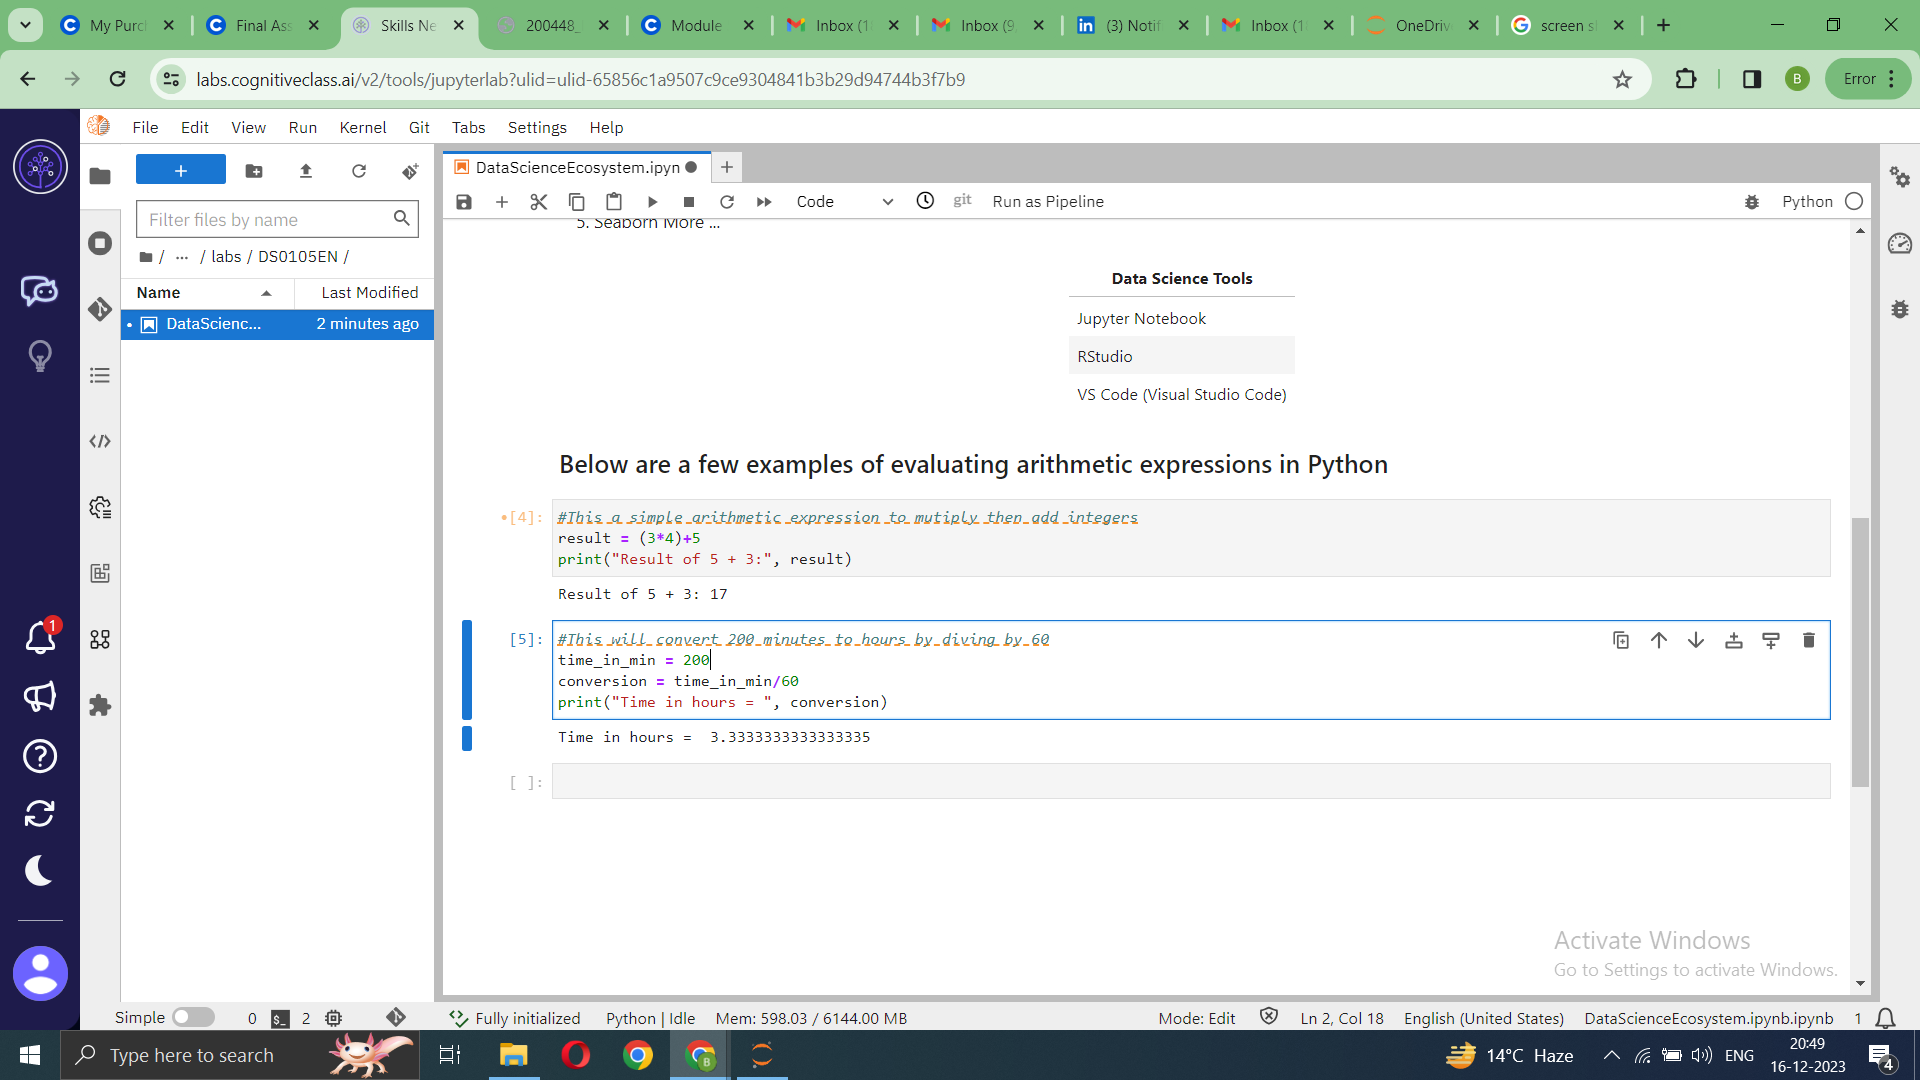 My Purc
Final Ass
Skills Ne
200448_
Module
Inbox (1
Inbox (9,
(3) Notif
Inbox (1
OneDriv
screen s
labs.cognitiveclass.ai/v2/tools/jupyterlab?ulid=ulid-65856c1a9507c9ce9304841b3b29d94744b3f7b9
B
Error
File Edit View Run Kernel Git Tabs Settings Help
+
DataScienceEcosystem.ipyn
Filter files by name
Code
git
Run as Pipeline
Python
/ ... / labs / DS0105EN /
Name
Last Modified
DataScienc...
2 minutes ago
5. Seaborn More ...
Data Science Tools
Jupyter Notebook
RStudio
VS Code (Visual Studio Code)
Below are a few examples of evaluating arithmetic expressions in Python
[4]:
#This a simple arithmetic expression to mutiply then add integers
result = (3*4)+5
print("Result of 5 + 3:", result)
Result of 5 + 3: 17
[5]:
#This will convert 200 minutes to hours by diving by 60
time_in_min = 200
conversion = time_in_min/60
print("Time in hours = ", conversion)
Time in hours =  3.3333333333333335
[ ]:
1
Activate Windows
Go to Settings to activate Windows.
Simple
0
$_
2
Fully initialized
Python | Idle
Mem: 598.03 / 6144.00 MB
Mode: Edit
Ln 2, Col 18
English (United States)
DataScienceEcosystem.ipynb.ipynb
1
Type here to search
B
14°C Haze
ENG
20:49
16-12-2023
4